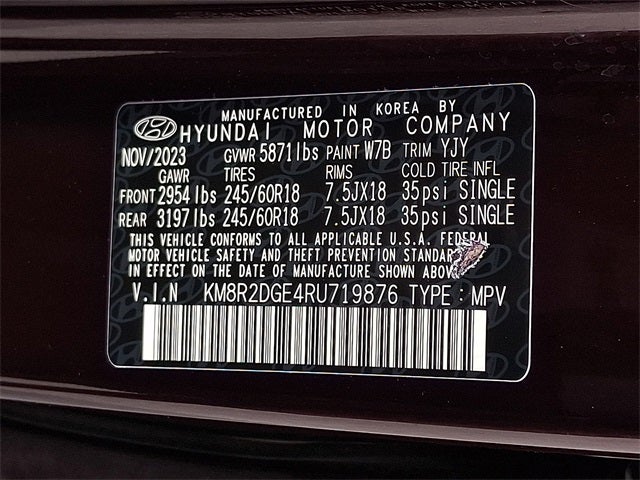 MANUFACTURED IN KOREA BY
HYUNDAI MOTOR COMPANY
NOV/2023 GVWR 5871lbs PAINT W7B TRIM YJY
GAWR TIRES RIMS COLD TIRE INFL
FRONT 2954lbs 245/60R18 7.5JX18 35psi SINGLE
REAR 3197lbs 245/60R18 7.5JX18 35psi SINGLE
THIS VEHICLE CONFORMS TO ALL APPLICABLE U.S.A. FEDERAL
MOTOR VEHICLE SAFETY AND THEFT PREVENTION STANDAR
IN EFFECT ON THE DATE OF MANUFACTURE SHOWN ABOV
V.I.N KM8R2DGE4RU719876 TYPE : MPV